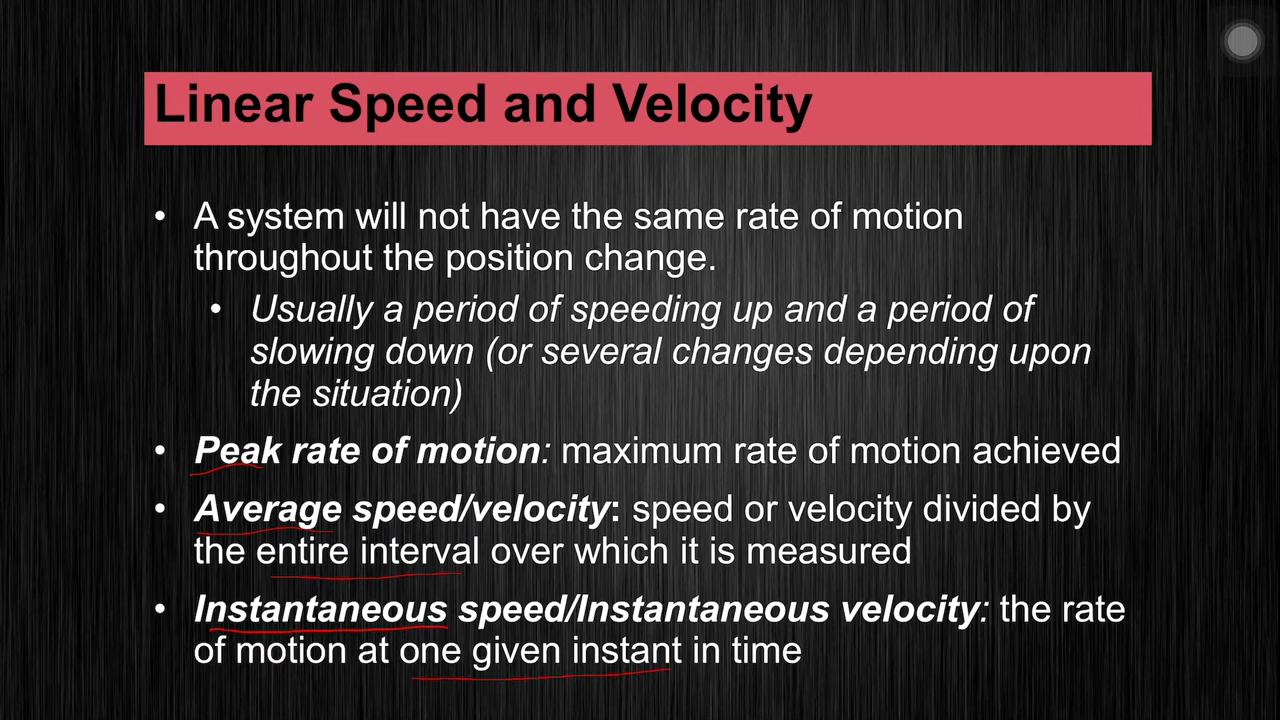 Linear Speed and Velocity
• A system will not have the same rate of motion
throughout the position change.
• Usually a period of speeding up and a period of
slowing down (or several changes depending upon
the situation)
• Peak rate of motion: maximum rate of motion achieved
• Average speed/velocity: speed or velocity divided by
the entire interval over which it is measured
• Instantaneous speed/Instantaneous velocity: the rate
of motion at one given instant in time